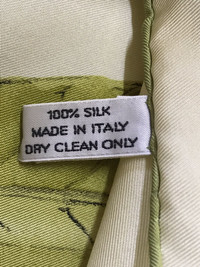 100% SILK
MADE IN ITALY
DRY CLEAN ONLY